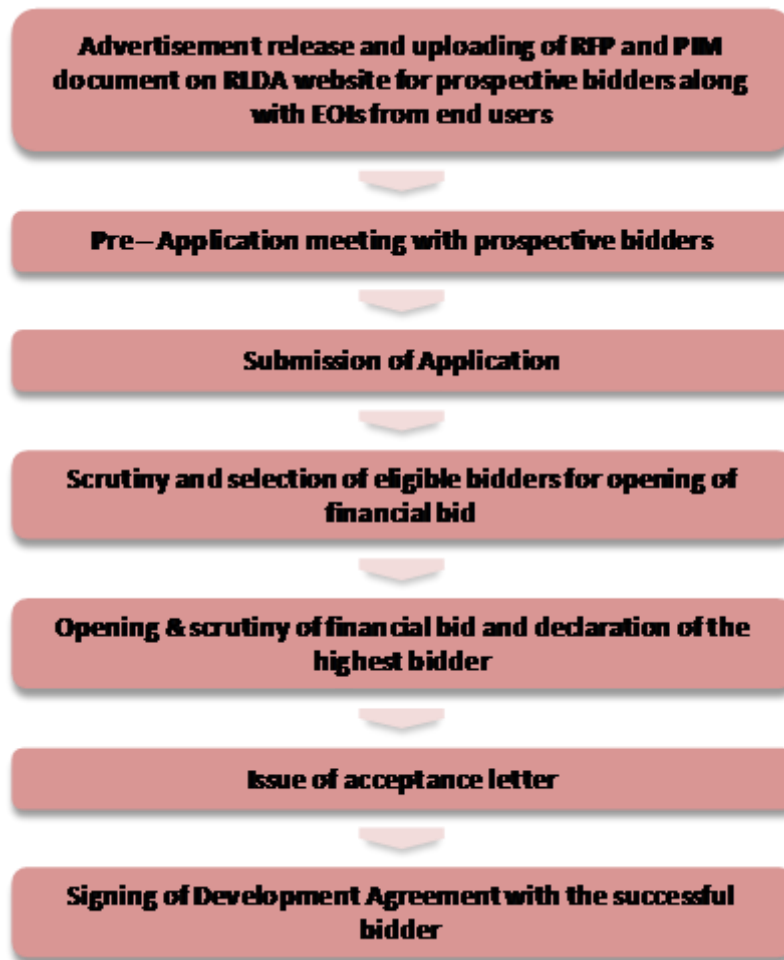 Advertisement release and uploading of RFP and PIM
document on RLDA website for prospective bidders along
with EOIs from end users
Pre–Application meeting with prospective bidders
Submission of Application
Scrutiny and selection of eligible bidders for opening of
financial bid
Opening & scrutiny of financial bid and declaration of the
highest bidder
Issue of acceptance letter
Signing of Development Agreement with the successful
bidder